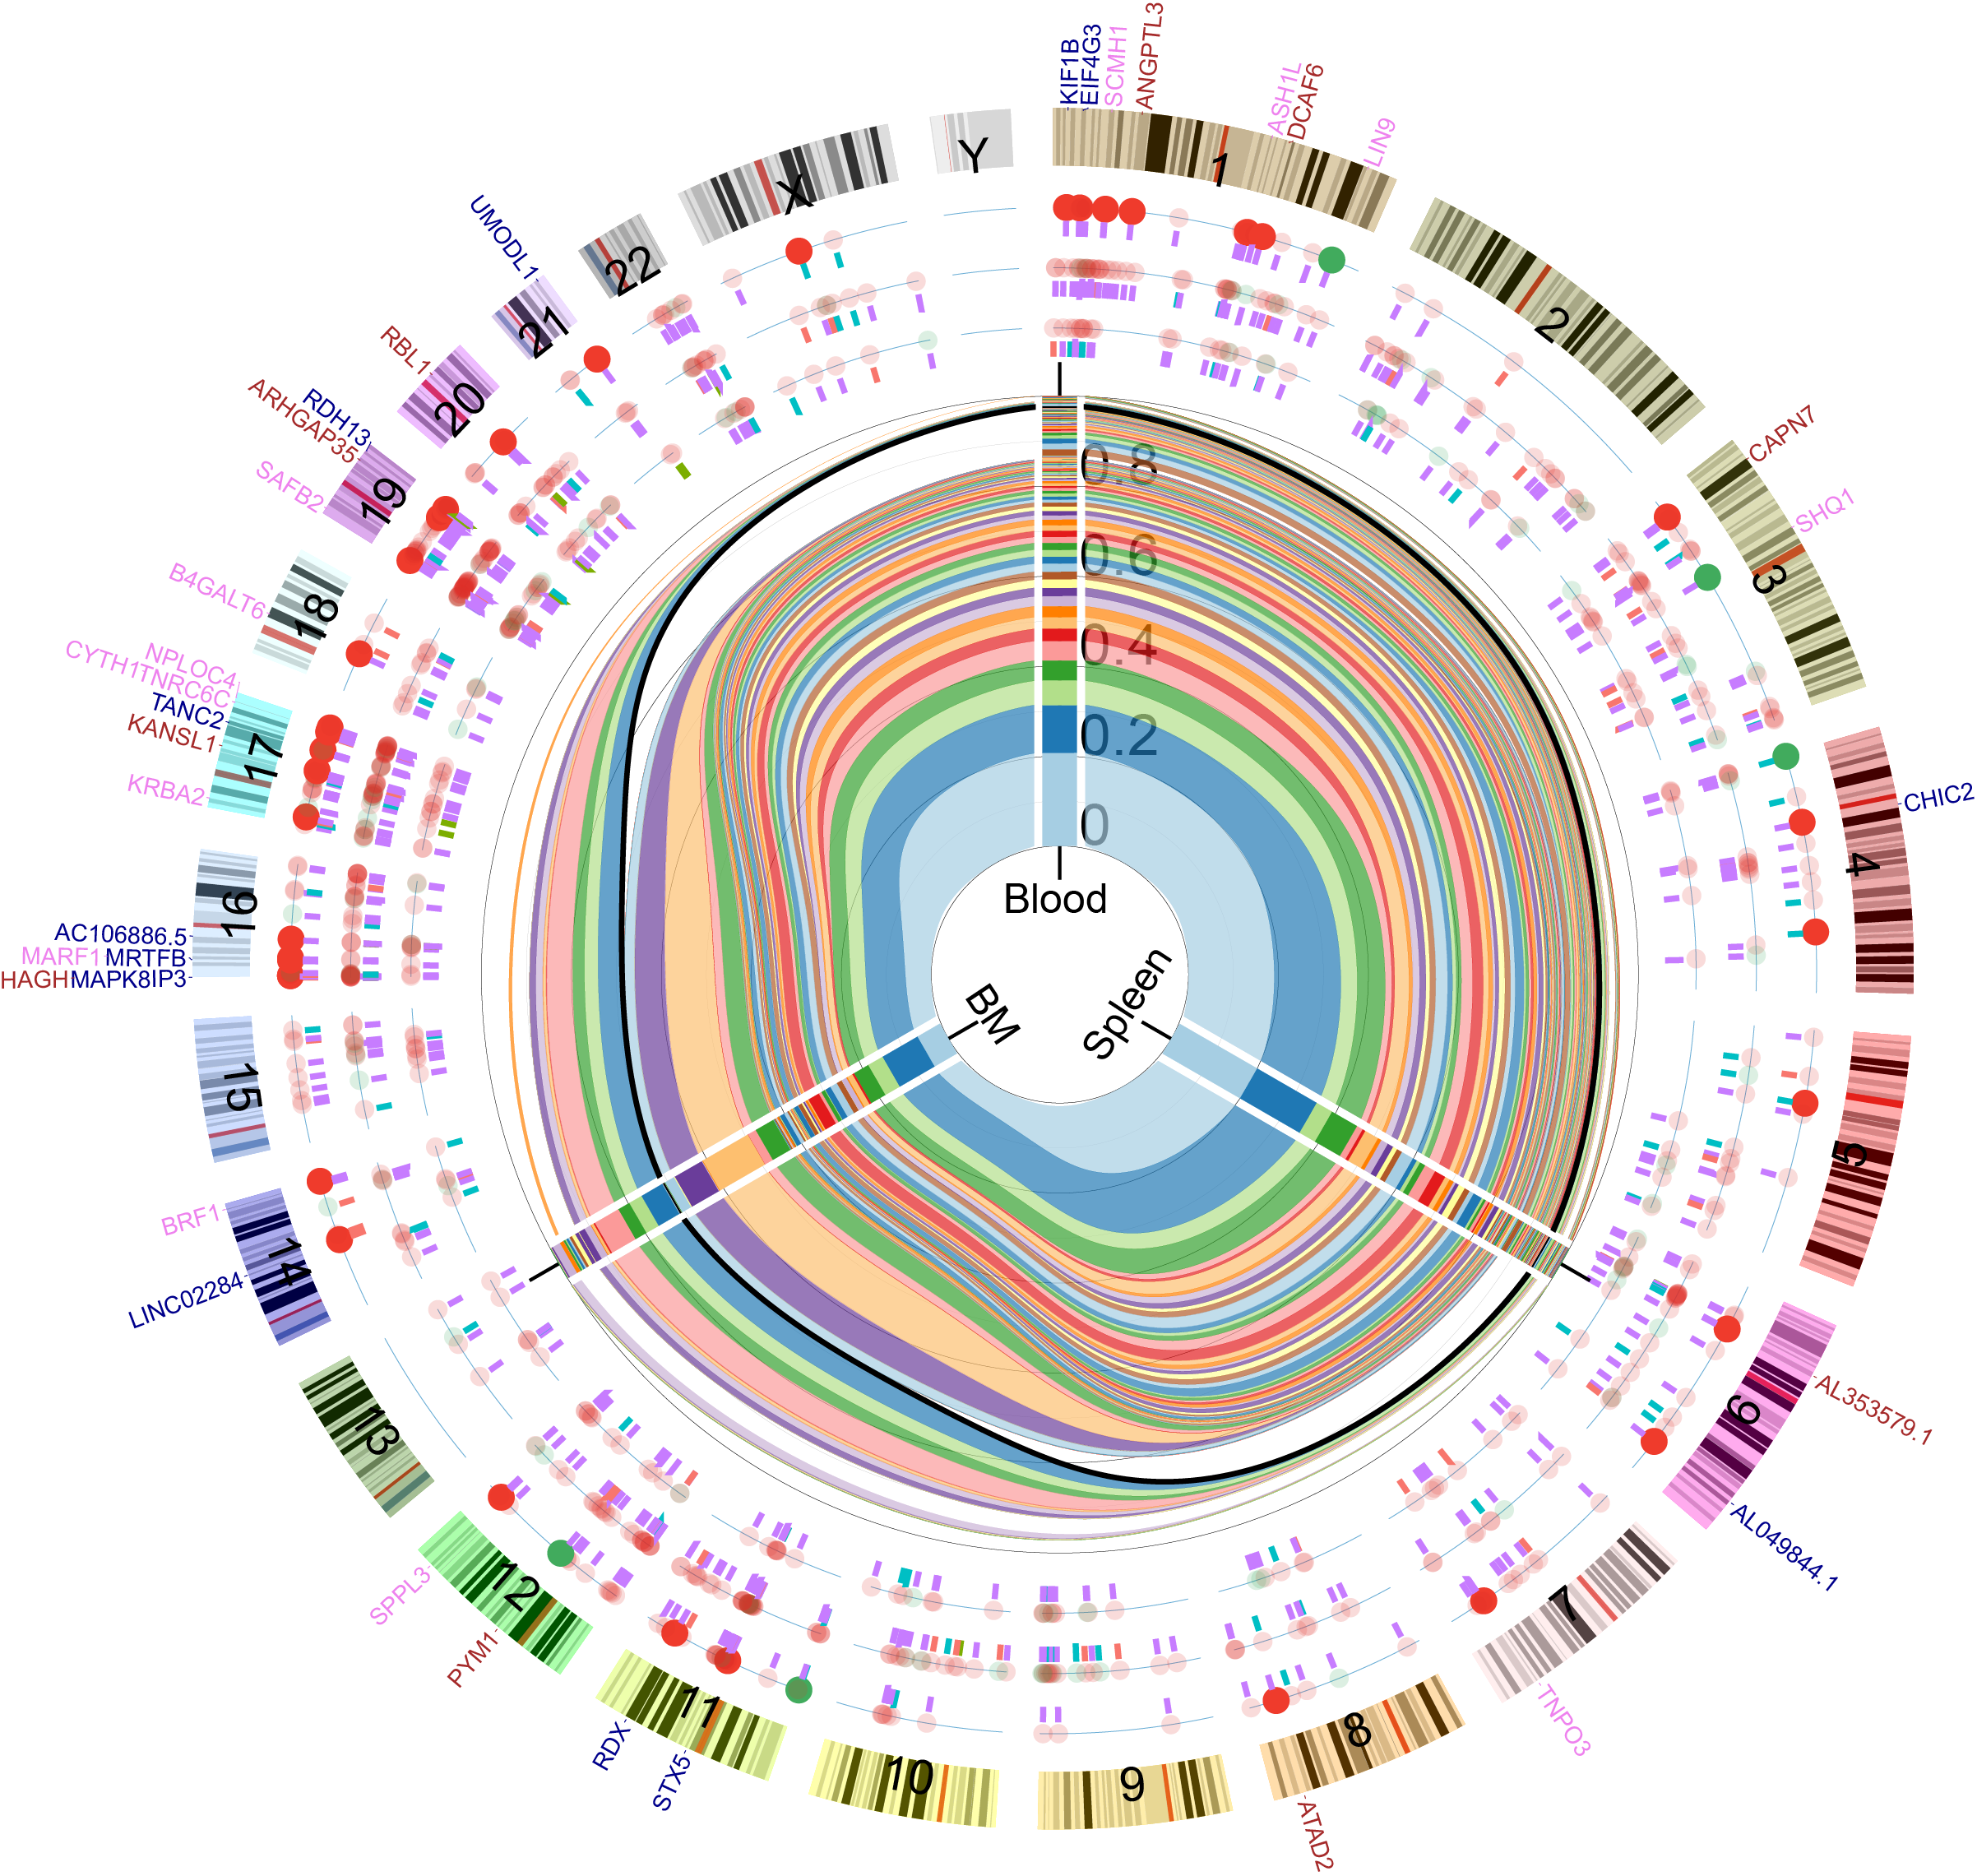 KIF1B
EIF4G3
SCMH1
ANGPTL3
ASH1L
DCAF6
LIN9
1
2
CAPN7
SHQ1
3
CHIC2
4
5
AL353579.1
6
AL049844.1
7
TNPO3
8
ATAD2
9
10
STX5
RDX
11
PYM1
SPPL3
12
13
LINC02284
14
BRF1
15
HAGH MAPK8IP3
MARF1 MRTFB
AC106886.5
16
KRBA2
KANSL1
TANC2
CYTH1 TNRC6C
NPLOC4
17
B4GALT6
18
SAFB2
ARHGAP35
RDH13
19
RBL1
20
UMODL1
21
22
X
Y
0.8
0.6
0.4
0.2
0
Blood
Spleen
BM